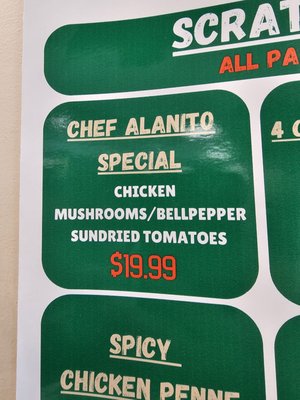 SCRAT
ALL PA
CHEF ALANITO
SPECIAL
CHICKEN
MUSHROOMS/BELLPEPPER
SUNDRIED TOMATOES
$19.99
4 C
SPICY
CHICKEN PENNE